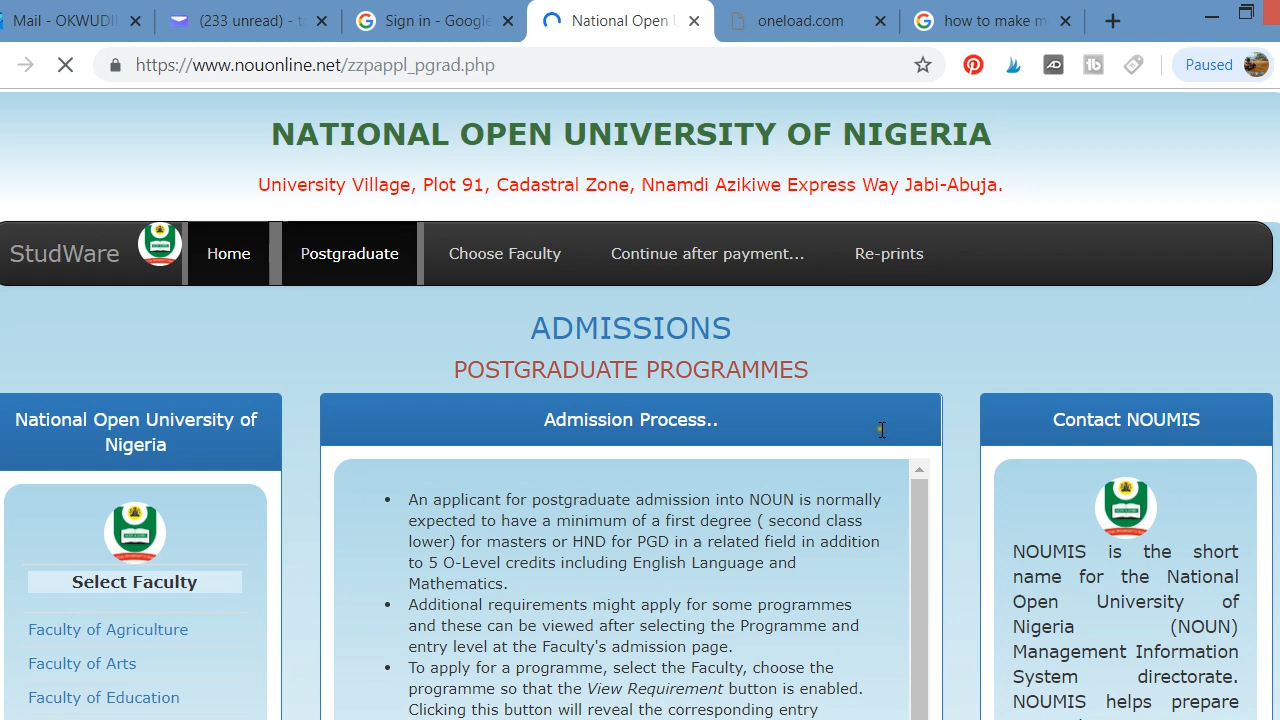 Mail - OKWUDIL
(233 unread) - t
Sign in - Google
National Open U
oneload.com
how to make m
https://www.nouonline.net/zzpappl_pgrad.php
Paused
NATIONAL OPEN UNIVERSITY OF NIGERIA
University Village, Plot 91, Cadastral Zone, Nnamdi Azikiwe Express Way Jabi-Abuja.
StudWare
Home
Postgraduate
Choose Faculty
Continue after payment...
Re-prints
ADMISSIONS
POSTGRADUATE PROGRAMMES
National Open University of
Nigeria
Select Faculty
Faculty of Agriculture
Faculty of Arts
Faculty of Education
Admission Process..
• An applicant for postgraduate admission into NOUN is normally
expected to have a minimum of a first degree ( second class
lower) for masters or HND for PGD in a related field in addition
to 5 O-Level credits including English Language and
Mathematics.
• Additional requirements might apply for some programmes
and these can be viewed after selecting the Programme and
entry level at the Faculty's admission page.
• To apply for a programme, select the Faculty, choose the
programme so that the View Requirement button is enabled.
Clicking this button will reveal the corresponding entry
Contact NOUMIS
NOUMIS is the short
name for the National
Open University of
Nigeria (NOUN)
Management Information
System directorate.
NOUMIS helps prepare